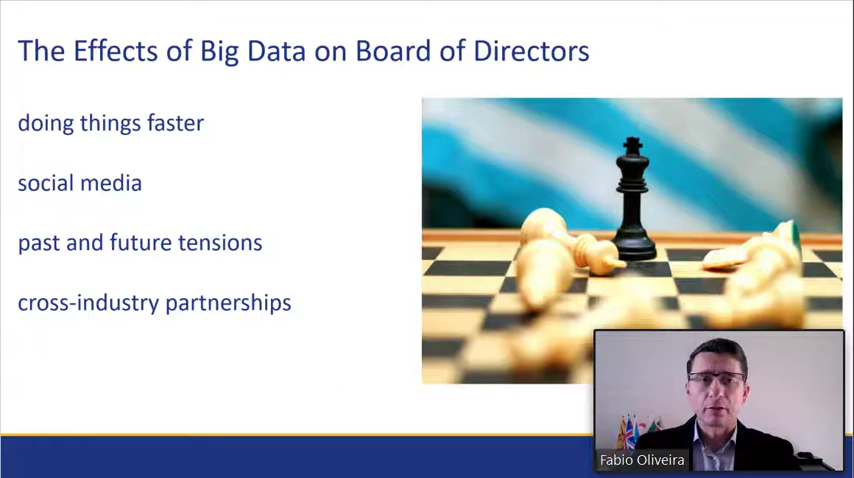 The Effects of Big Data on Board of Directors
doing things faster
social media
past and future tensions
cross-industry partnerships
Fabio Oliveira